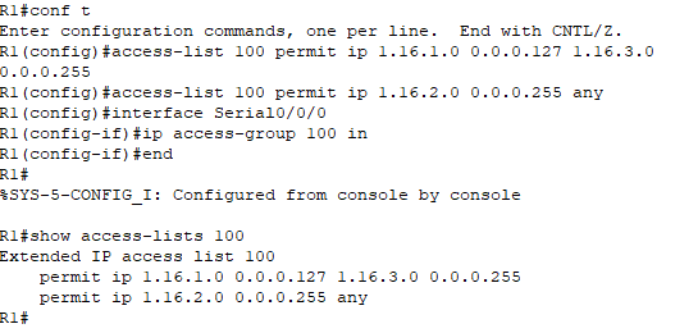 R1#conf t
Enter configuration commands, one per line.  End with CNTL/Z.
R1(config)#access-list 100 permit ip 1.16.1.0 0.0.0.127 1.16.3.0
0.0.0.255
R1(config)#access-list 100 permit ip 1.16.2.0 0.0.0.255 any
R1(config)#interface Serial0/0/0
R1(config-if)#ip access-group 100 in
R1(config-if)#end
R1#
%SYS-5-CONFIG_I: Configured from console by console

R1#show access-lists 100
Extended IP access list 100
    permit ip 1.16.1.0 0.0.0.127 1.16.3.0 0.0.0.255
    permit ip 1.16.2.0 0.0.0.255 any
R1#